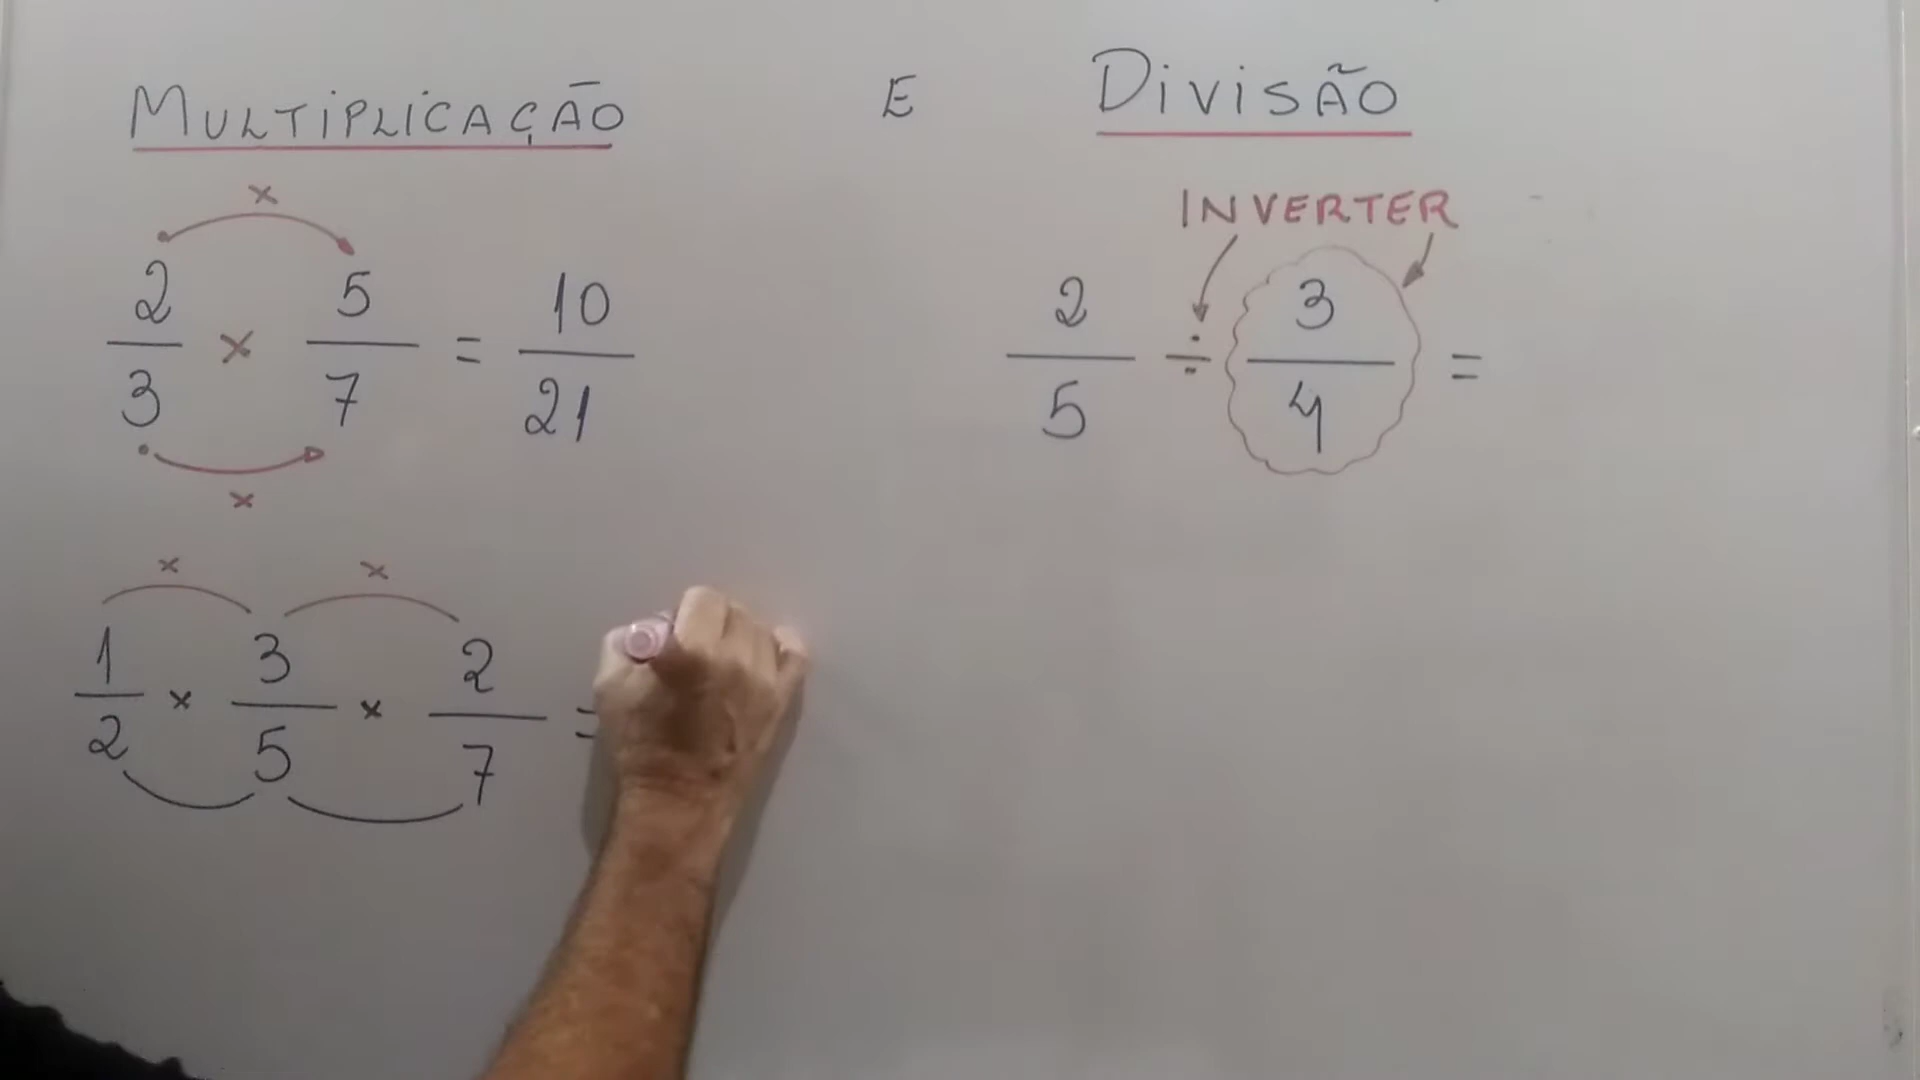 MULTIPLICAÇÃO E DIVISÃO
×
2/3 × 5/7 = 10/21
×
INVERTER
2/5 ÷ 3/4 =
× ×
1/2 × 3/5 × 2/7 =